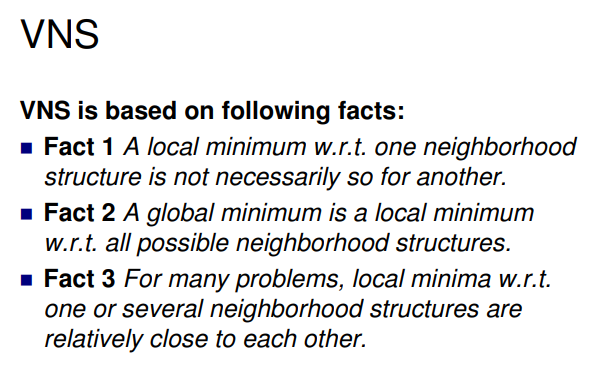 VNS
VNS is based on following facts:
Fact 1 A local minimum w.r.t. one neighborhood
structure is not necessarily so for another.
Fact 2 A global minimum is a local minimum
w.r.t. all possible neighborhood structures.
Fact 3 For many problems, local minima w.r.t.
one or several neighborhood structures are
relatively close to each other.